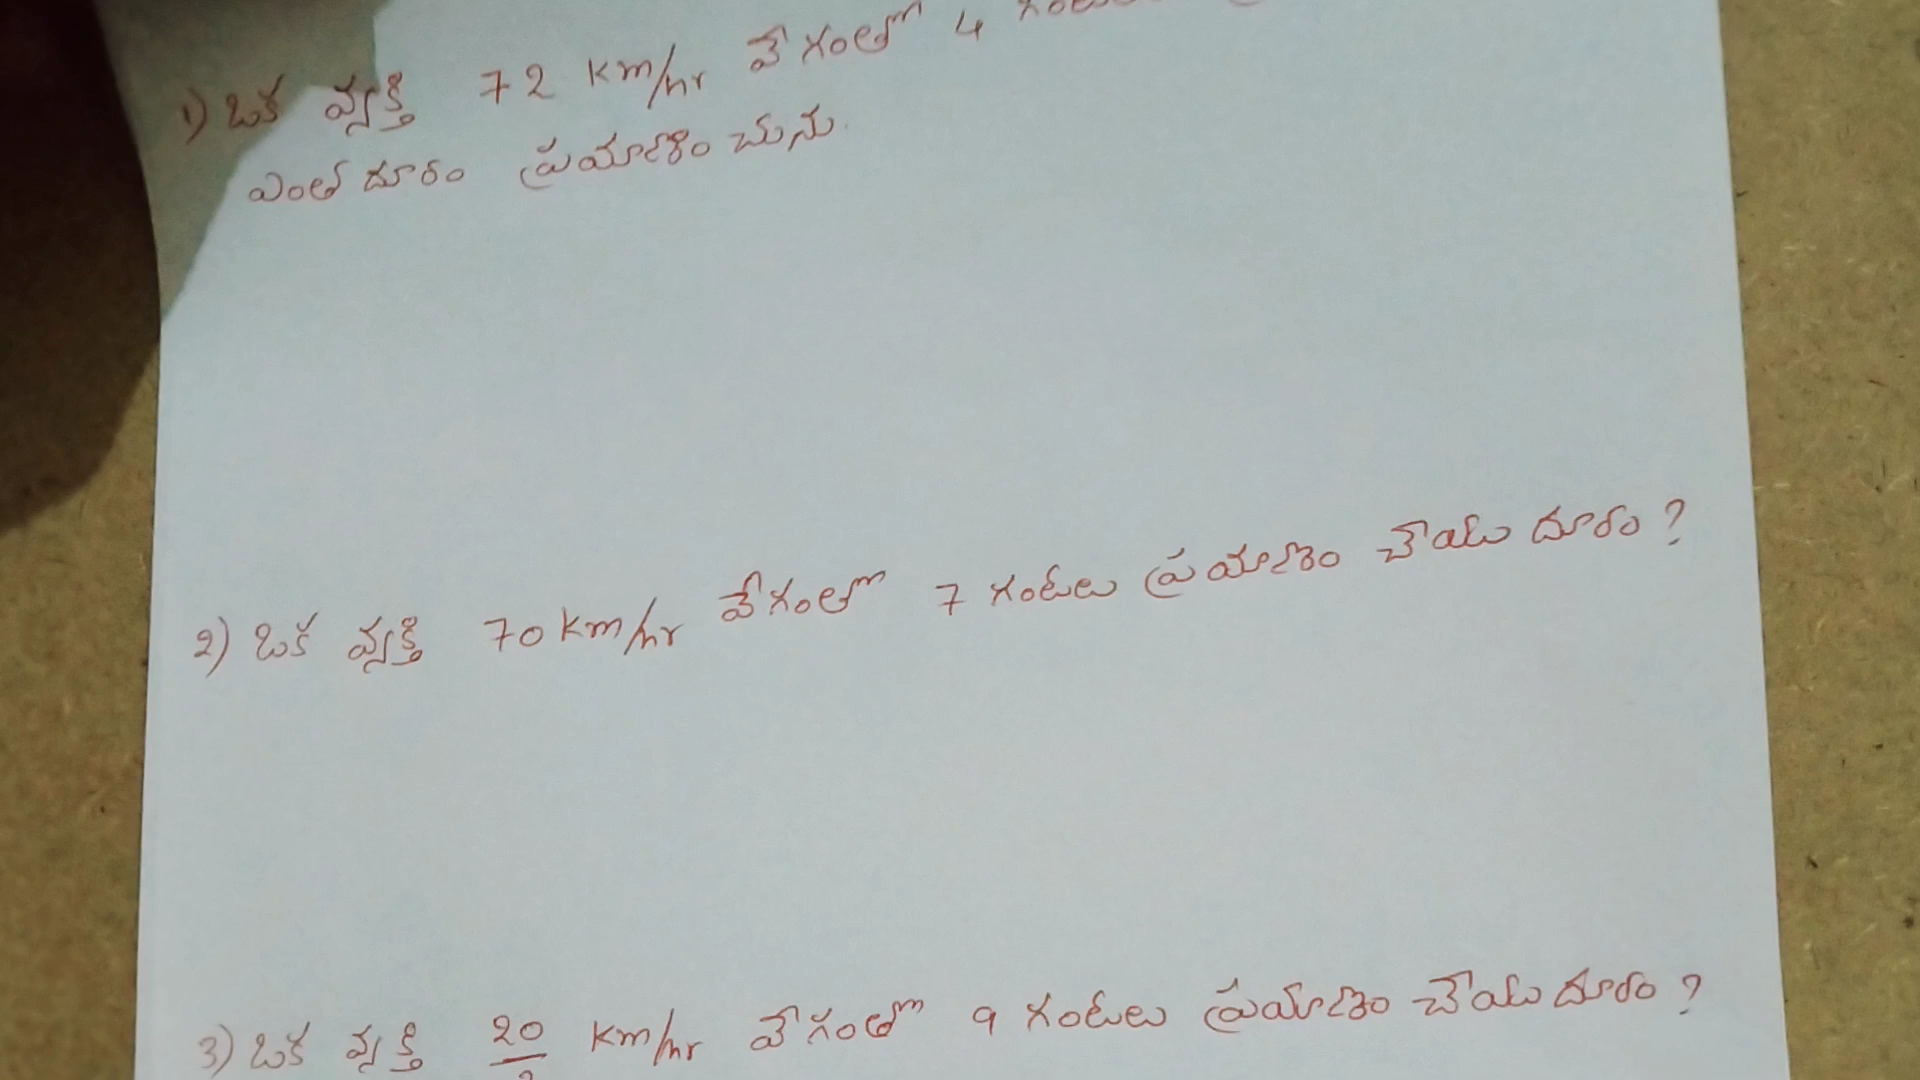 1) ఒక వ్యక్తి 72 km/hr వేగంతో 4
ఎంత దూరం ప్రయాణించును.
2) ఒక వ్యక్తి 70 km/hr వేగంతో 7 గంటలు ప్రయాణం చేయు దూరం?
3) ఒక వ్యక్తి 20 km/hr వేగంతో 9 గంటలు ప్రయాణం చేయు దూరం?